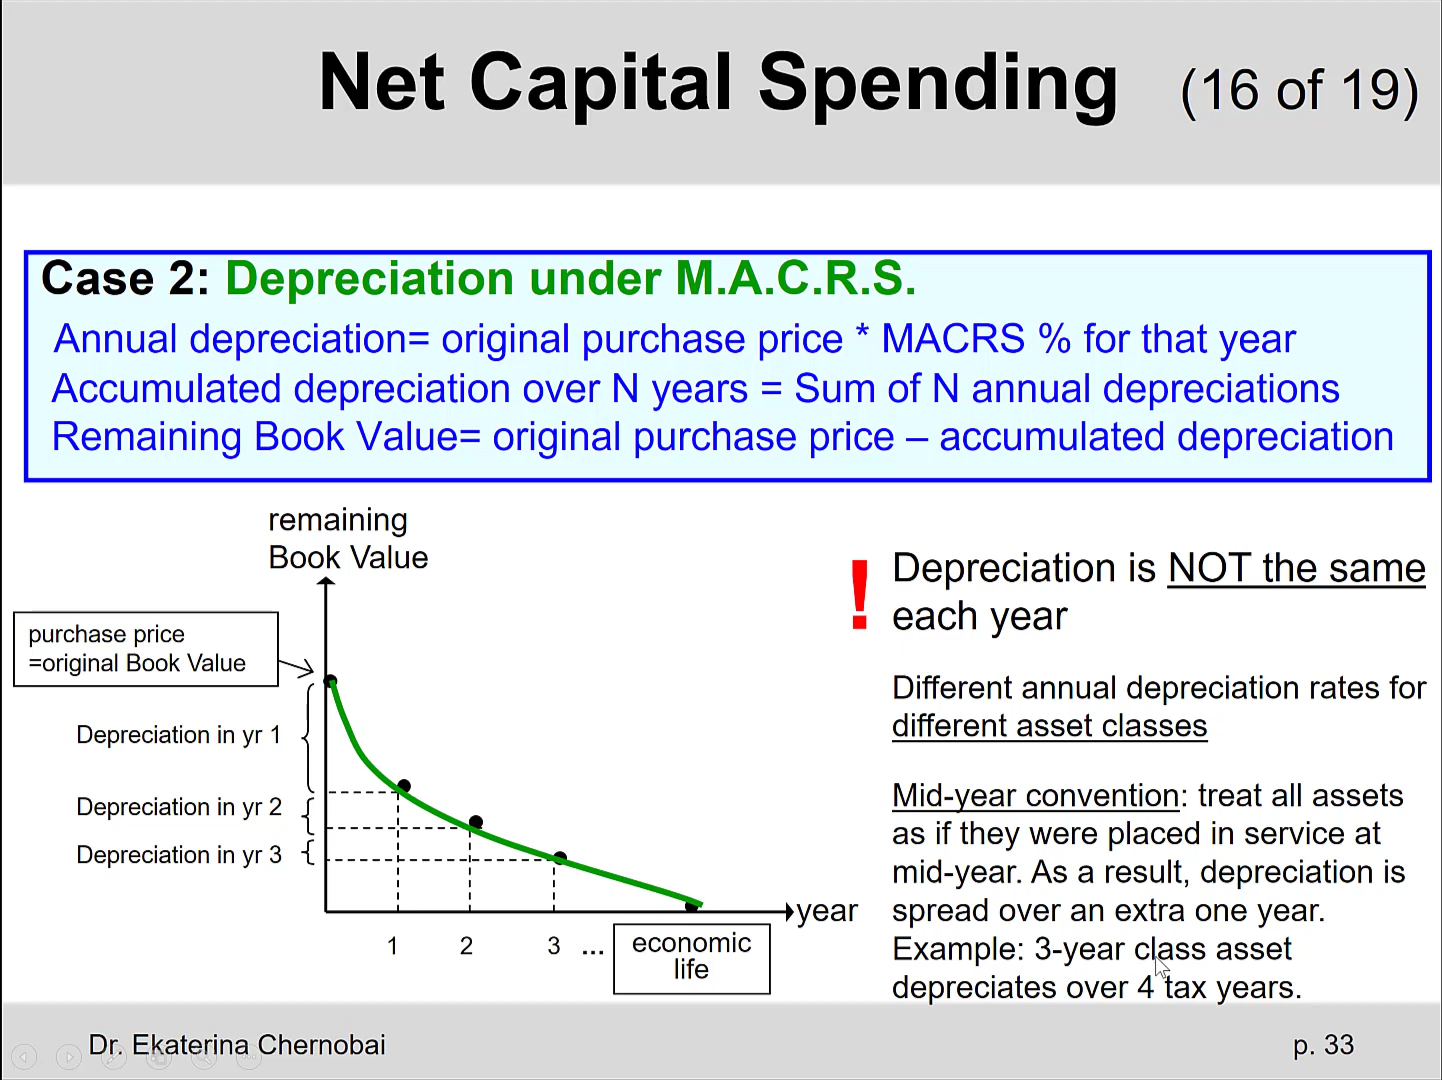 Net Capital Spending (16 of 19)
Case 2: Depreciation under M.A.C.R.S.
Annual depreciation= original purchase price * MACRS % for that year
Accumulated depreciation over N years = Sum of N annual depreciations
Remaining Book Value= original purchase price – accumulated depreciation
remaining
Book Value
purchase price
=original Book Value
Depreciation in yr 1
Depreciation in yr 2
Depreciation in yr 3
year
1 2 3 ...
economic
life
! Depreciation is NOT the same
each year
Different annual depreciation rates for
different asset classes
Mid-year convention: treat all assets
as if they were placed in service at
mid-year. As a result, depreciation is
spread over an extra one year.
Example: 3-year class asset
depreciates over 4 tax years.
Dr. Ekaterina Chernobai
p. 33